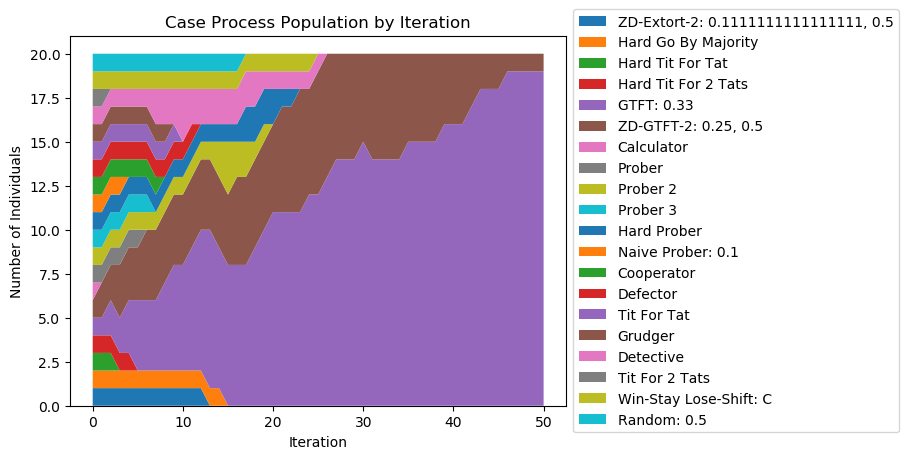 Case Process Population by Iteration
Number of Individuals
20.0
17.5
15.0
12.5
10.0
7.5
5.0
2.5
0.0
0 10 20 30 40 50
Iteration
ZD-Extort-2: 0.1111111111111111, 0.5
Hard Go By Majority
Hard Tit For Tat
Hard Tit For 2 Tats
GTFT: 0.33
ZD-GTFT-2: 0.25, 0.5
Calculator
Prober
Prober 2
Prober 3
Hard Prober
Naive Prober: 0.1
Cooperator
Defector
Tit For Tat
Grudger
Detective
Tit For 2 Tats
Win-Stay Lose-Shift: C
Random: 0.5